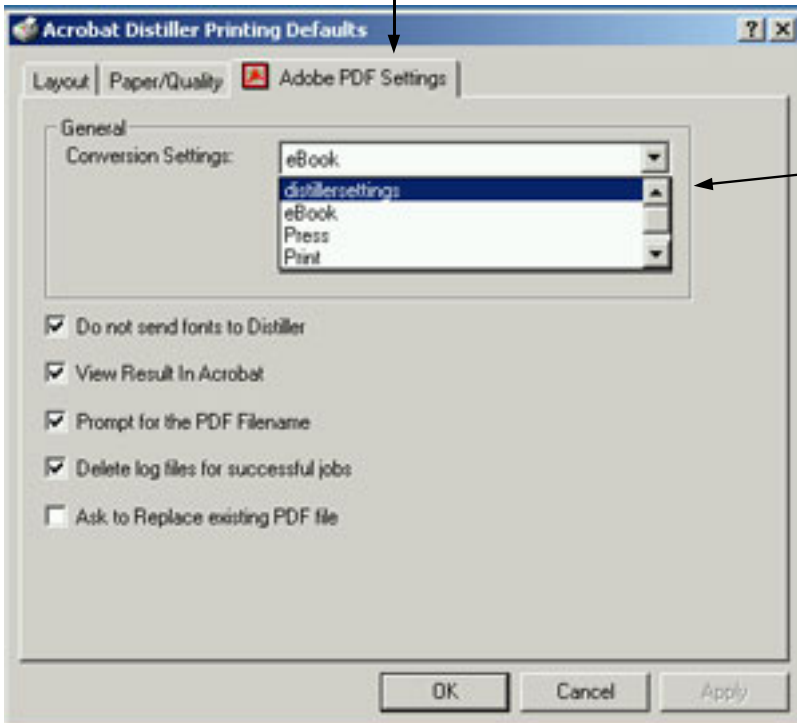 Acrobat Distiller Printing Defaults
Layout Paper/Quality Adobe PDF Settings
General
Conversion Settings: eBook
distillersettings
eBook
Press
Print
Do not send fonts to Distiller
View Result In Acrobat
Prompt for the PDF Filename
Delete log files for successful jobs
Ask to Replace existing PDF file
OK Cancel Apply